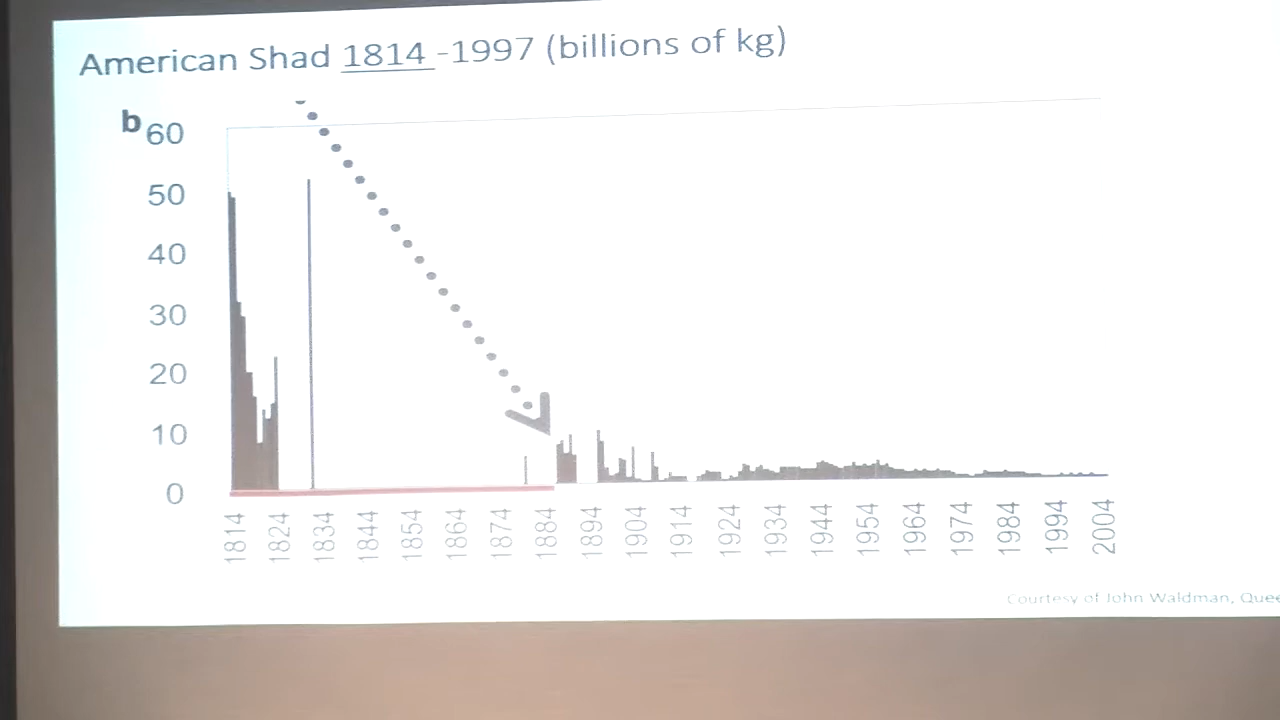 American Shad 1814 -1997 (billions of kg)
b
60
50
40
30
20
10
0
1814 1824 1834 1844 1854 1864 1874 1884 1894 1904 1914 1924 1934 1944 1954 1964 1974 1984 1994 2004
Courtesy of John Waldman, Quee